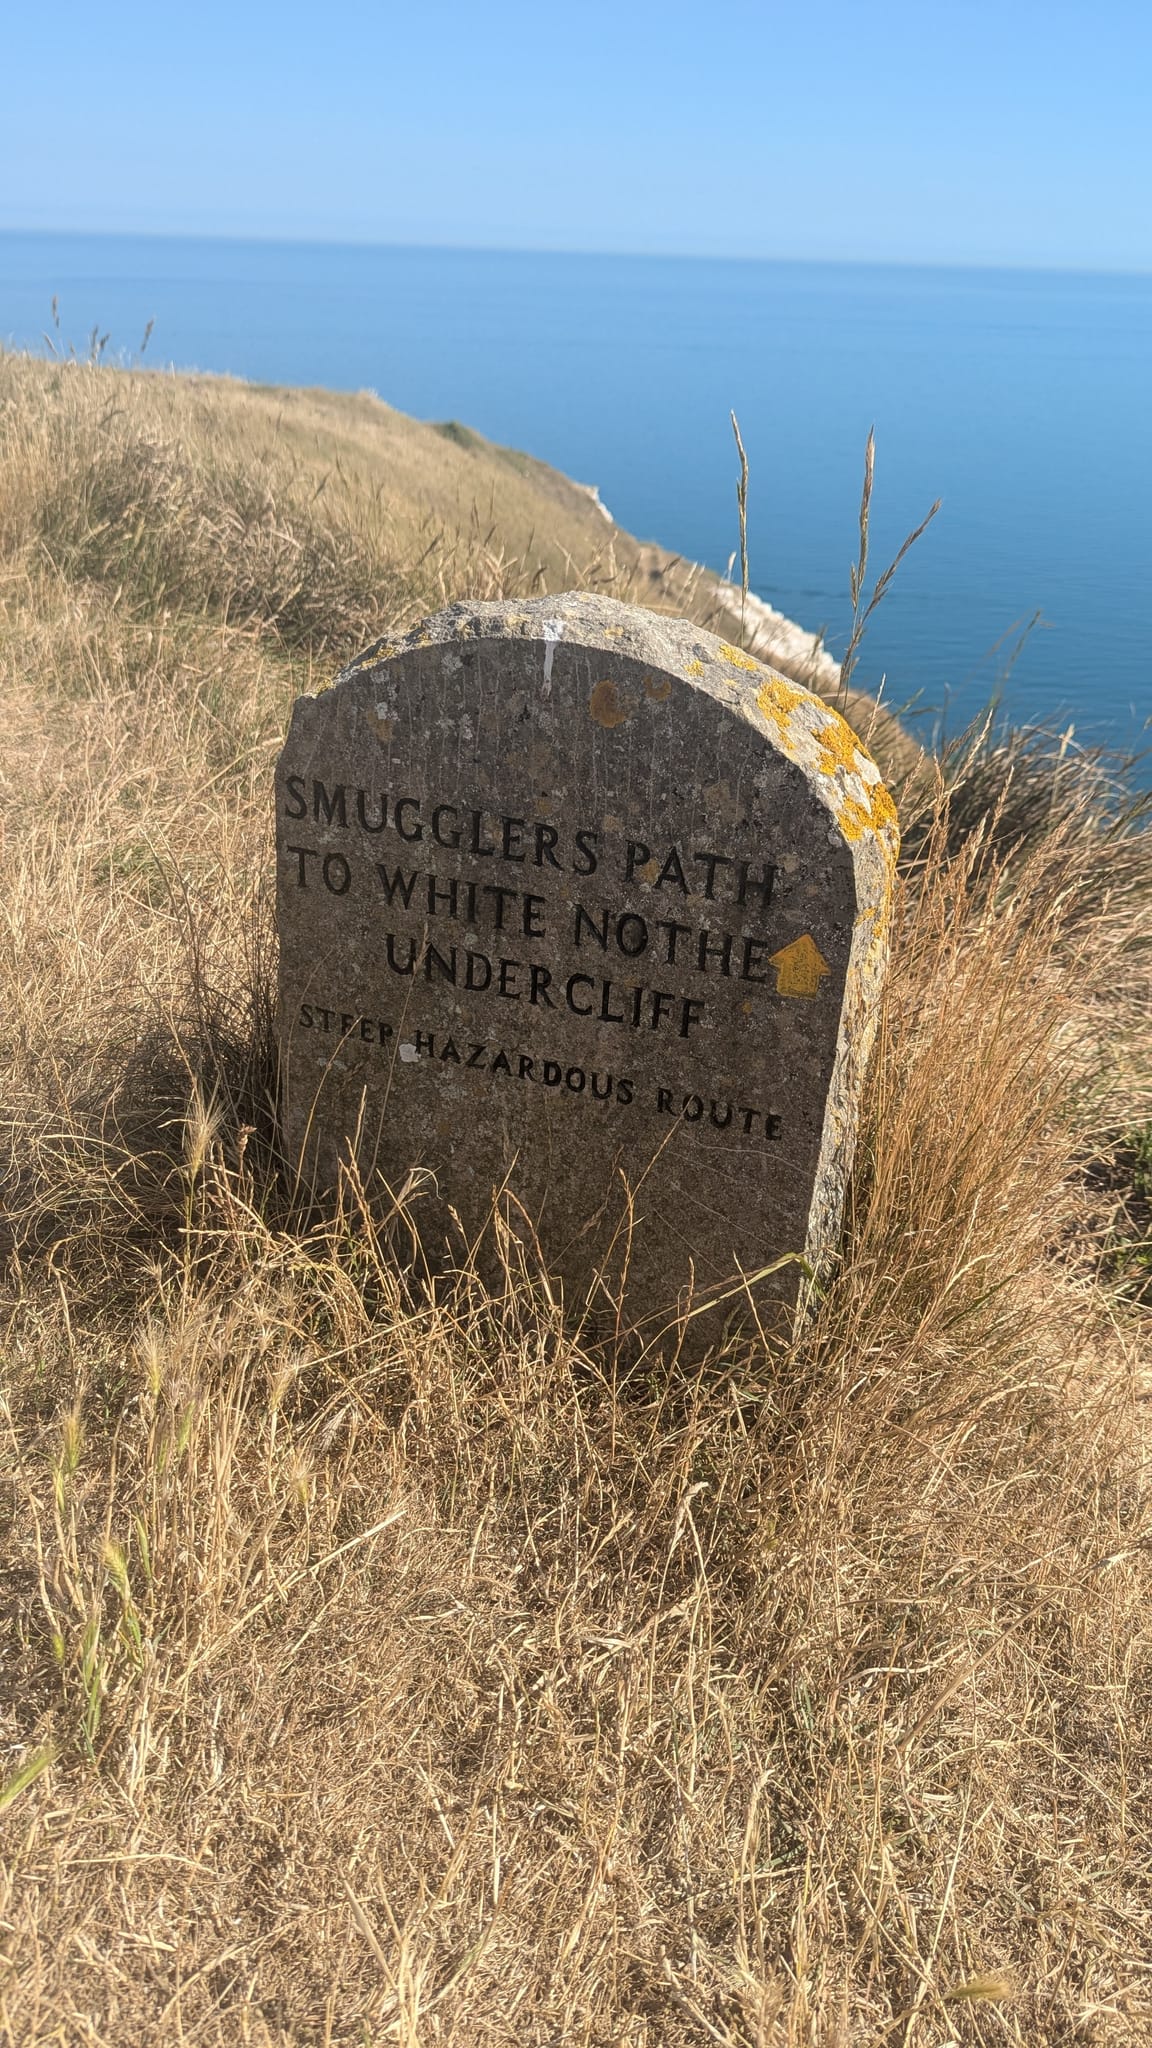 SMUGGLERS PATH
TO WHITE NOTHE
UNDERCLIFF
STEEP HAZARDOUS ROUTE